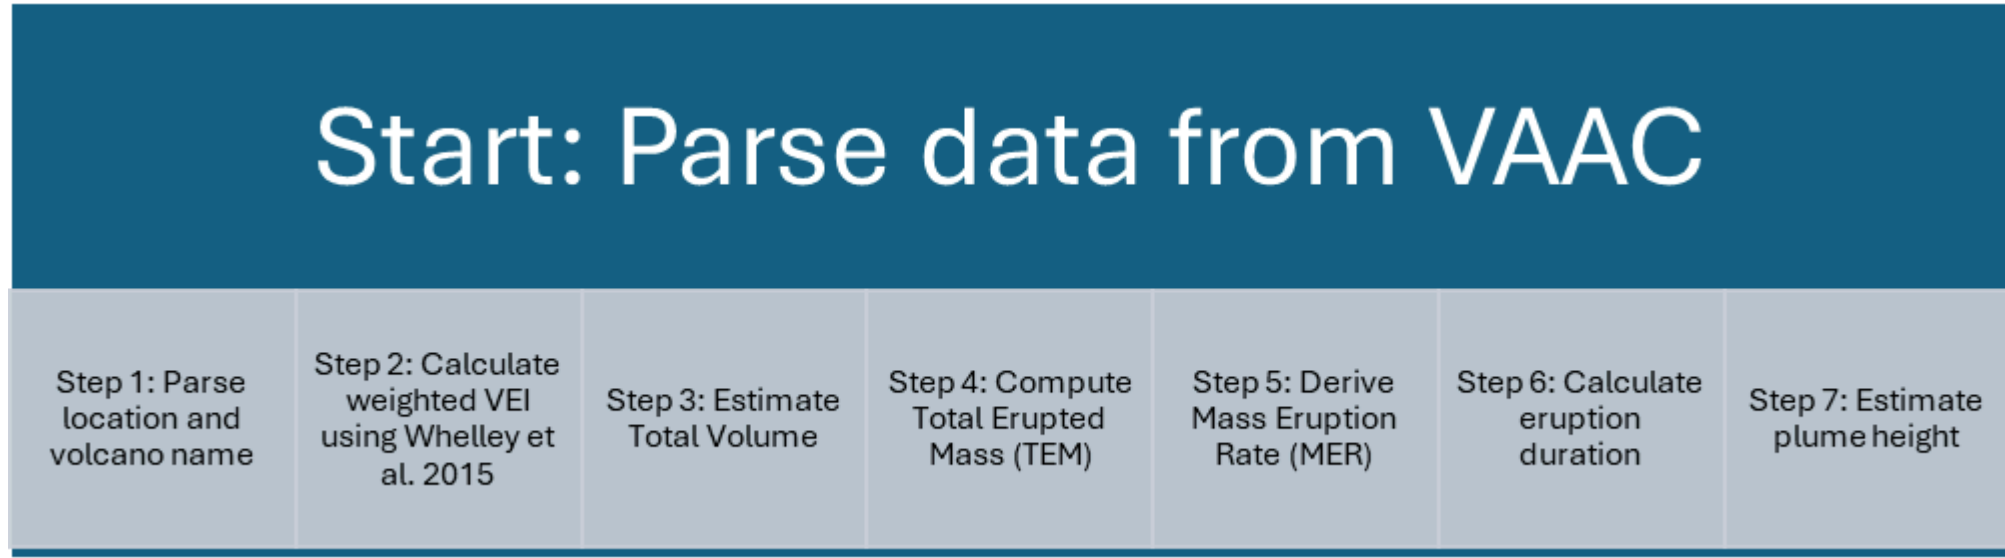 Start: Parse data from VAAC
Step 1: Parse
location and
volcano name
Step 2: Calculate
weighted VEI
using Whelley et
al. 2015
Step 3: Estimate
Total Volume
Step 4: Compute
Total Erupted
Mass (TEM)
Step 5: Derive
Mass Eruption
Rate (MER)
Step 6: Calculate
eruption
duration
Step 7: Estimate
plume height